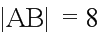 |AB| = 8